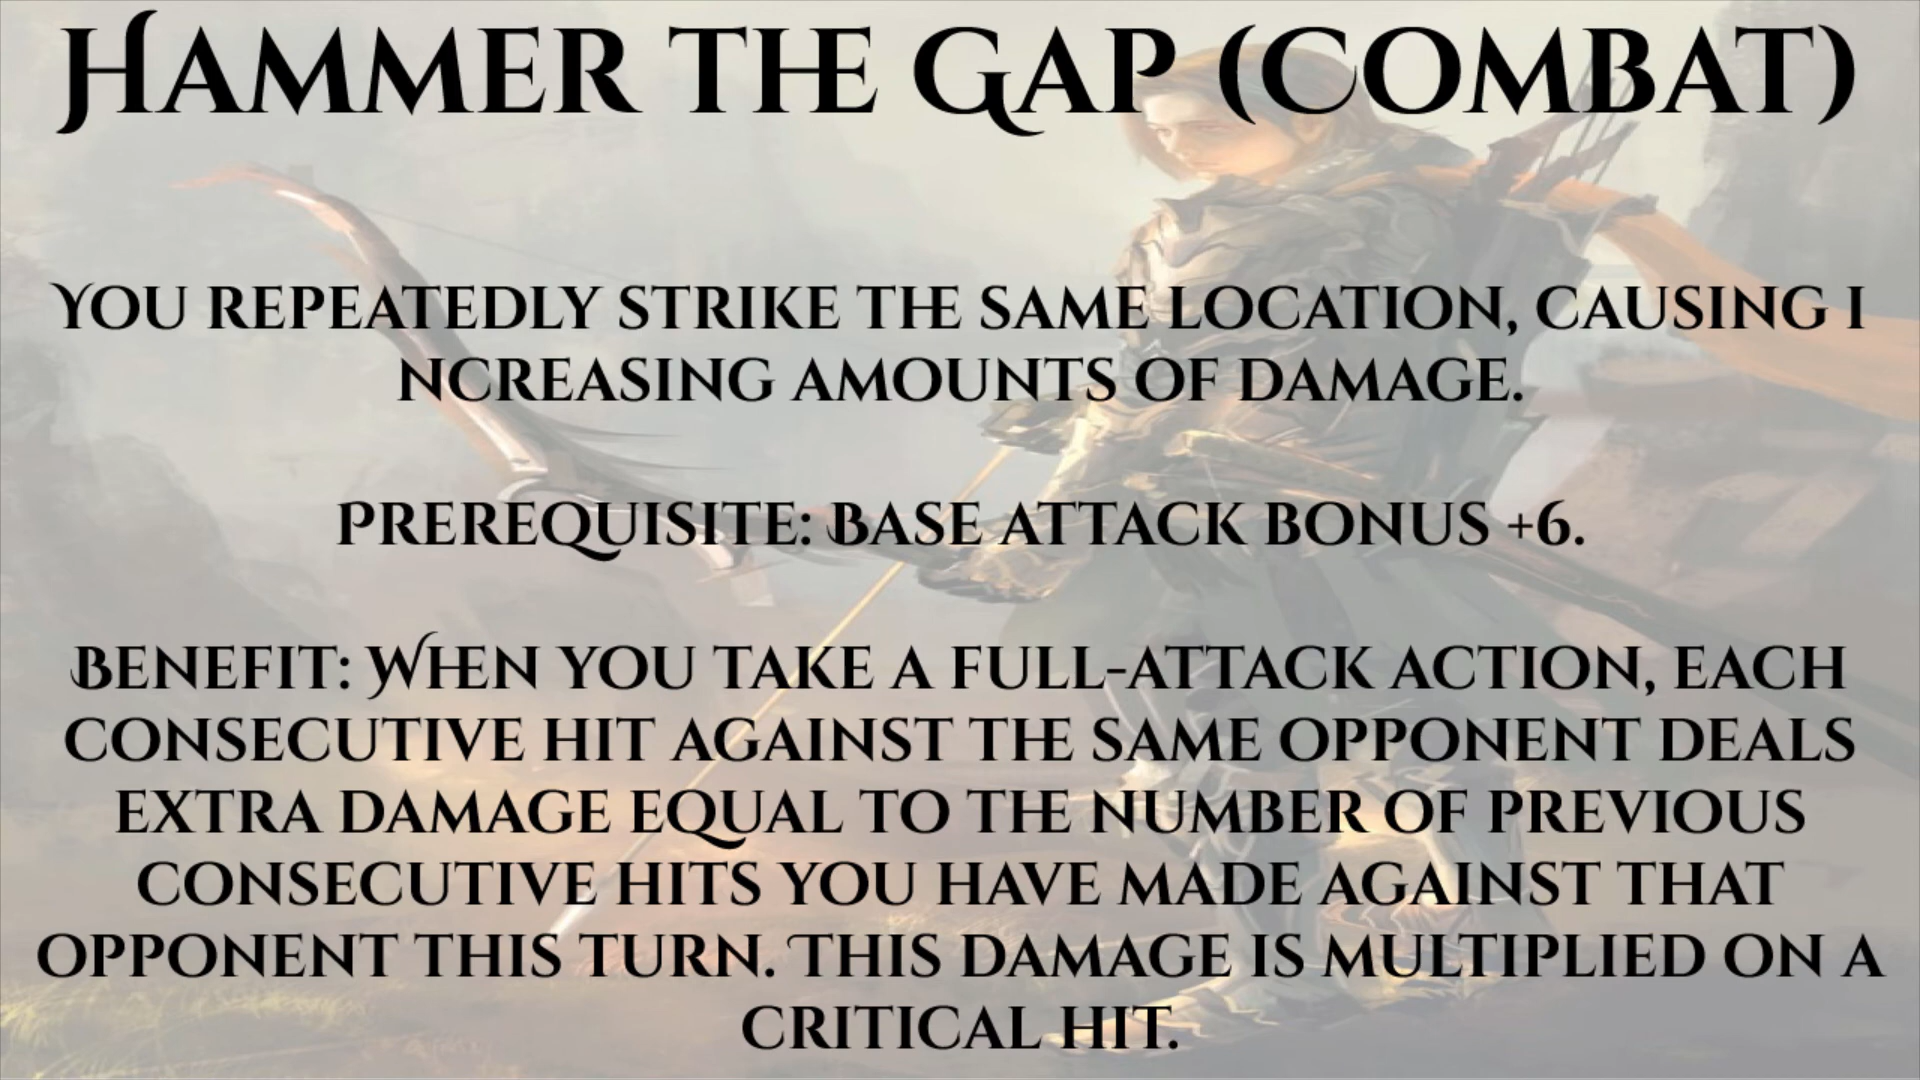 Hammer the Gap (Combat)
You repeatedly strike the same location, causing i
ncreasing amounts of damage.
Prerequisite: Base attack bonus +6.
Benefit: When you take a full-attack action, each
consecutive hit against the same opponent deals
extra damage equal to the number of previous
consecutive hits you have made against that
opponent this turn. This damage is multiplied on a
critical hit.